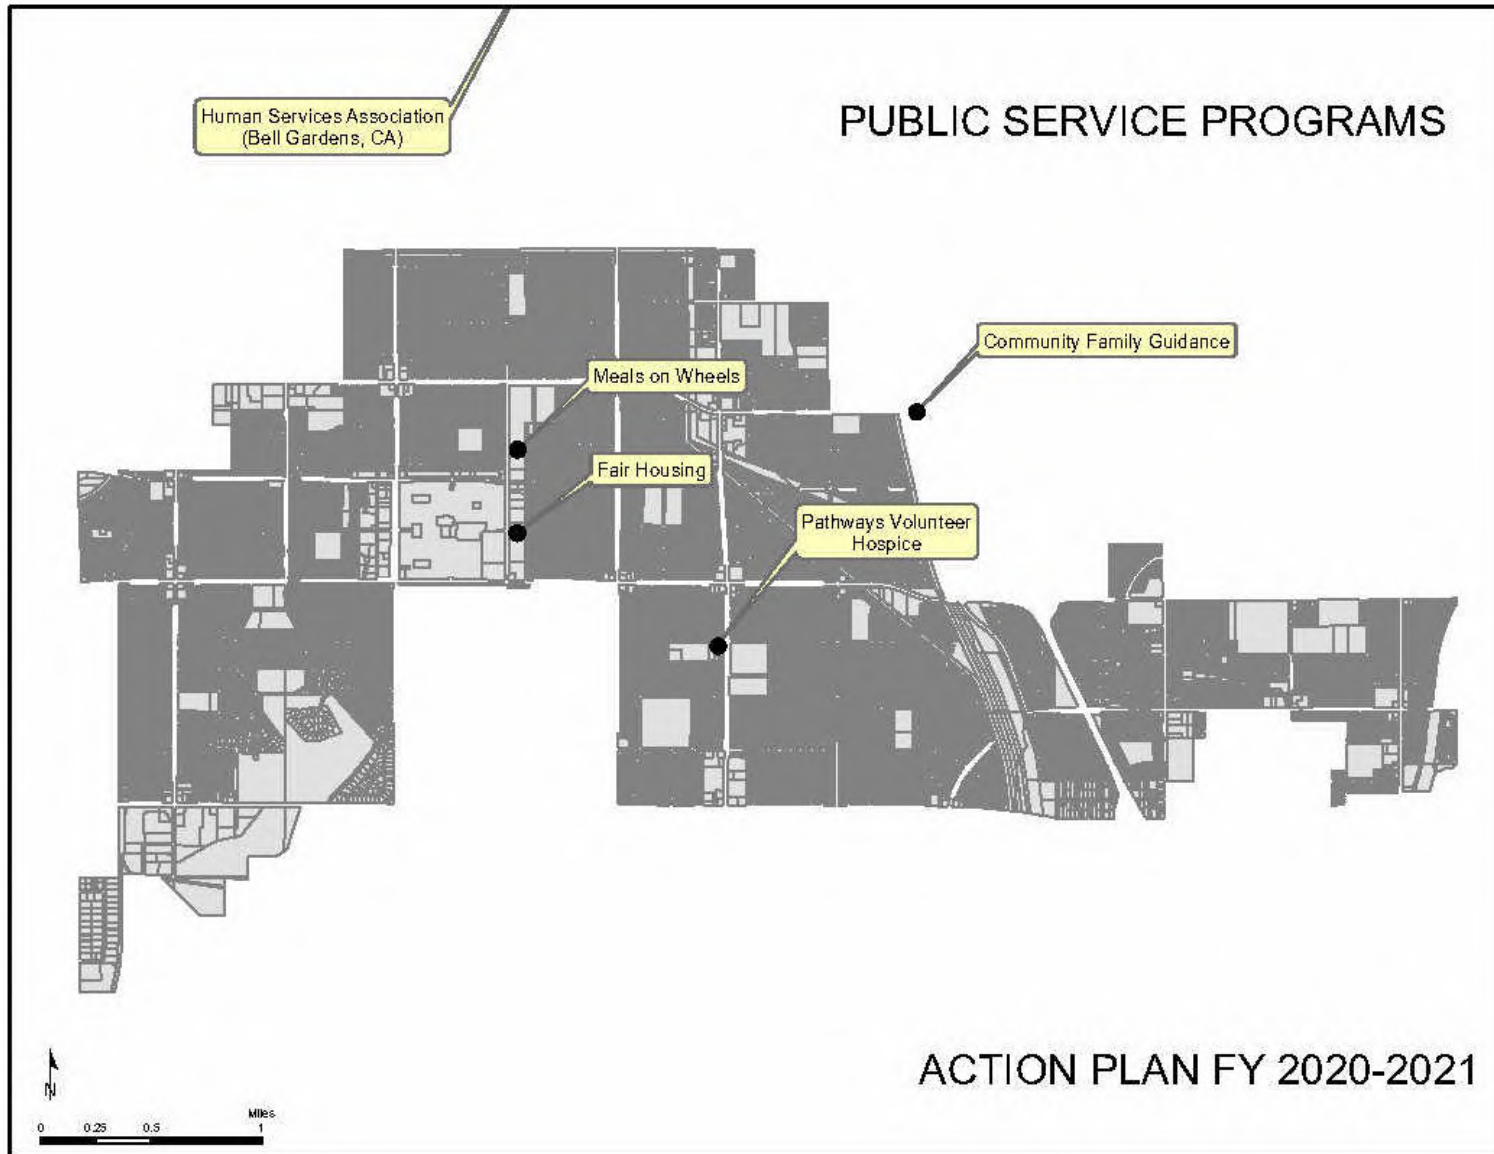 Human Services Association
(Bell Gardens, CA)
PUBLIC SERVICE PROGRAMS
Community Family Guidance
Meals on Wheels
Fair Housing
Pathways Volunteer
Hospice
ACTION PLAN FY 2020-2021
N
Miles
0 0.25 0.5 1